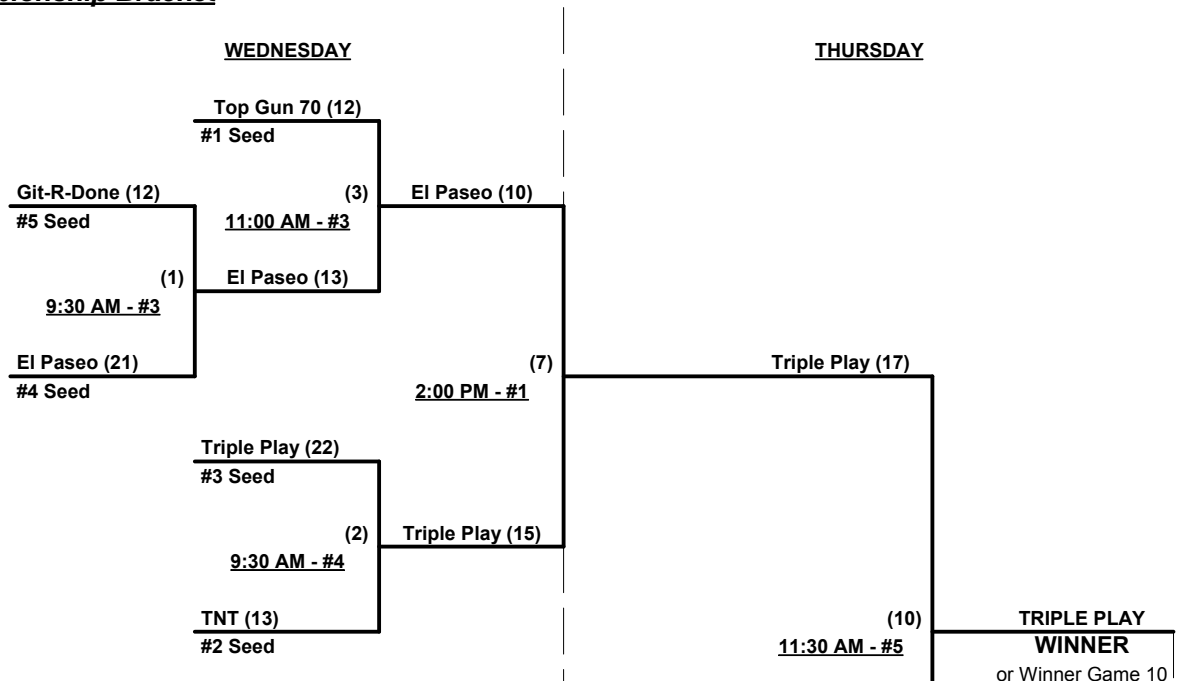 WEDNESDAY
THURSDAY
Top Gun 70 (12)
#1 Seed
Git-R-Done (12)
(3)
El Paseo (10)
#5 Seed
11:00 AM - #3
(1)
El Paseo (13)
9:30 AM - #3
El Paseo (21)
(7)
Triple Play (17)
#4 Seed
2:00 PM - #1
Triple Play (22)
#3 Seed
(2)
Triple Play (15)
9:30 AM - #4
TNT (13)
(10)
TRIPLE PLAY
#2 Seed
11:30 AM - #5
WINNER
or Winner Game 10